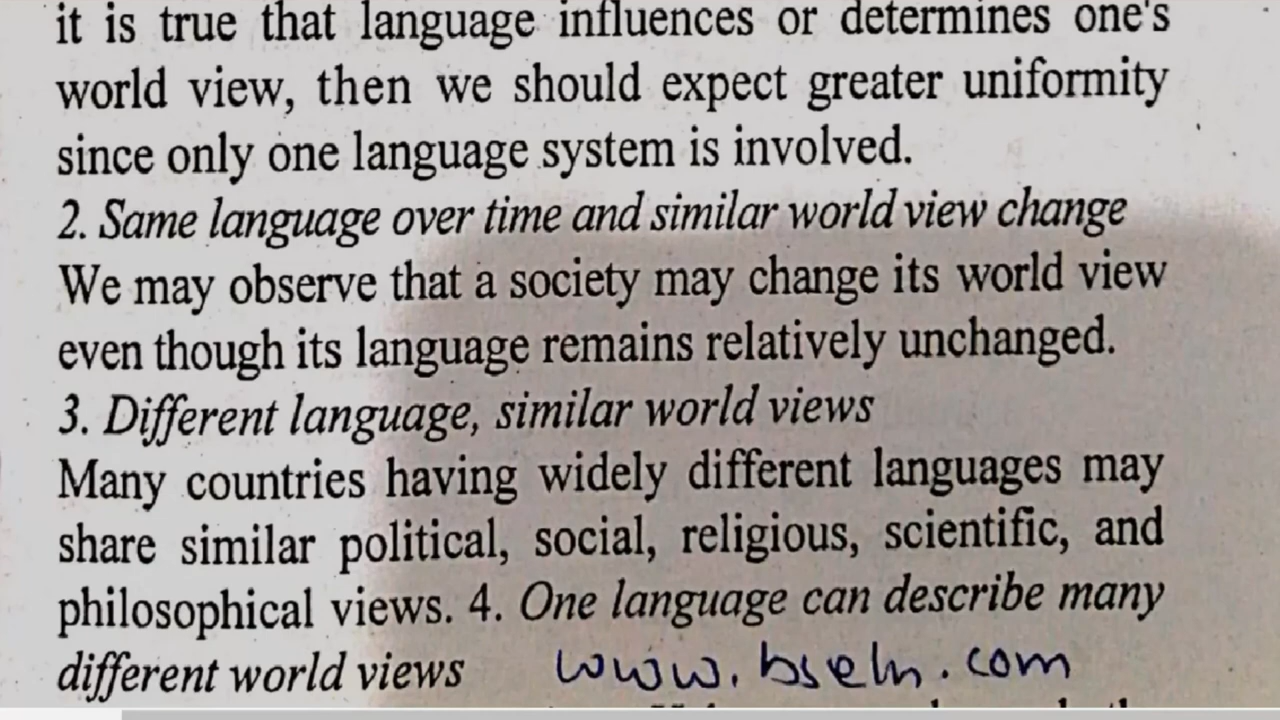 it is true that language influences or determines one's
world view, then we should expect greater uniformity
since only one language system is involved.
2. Same language over time and similar world view change
We may observe that a society may change its world view
even though its language remains relatively unchanged.
3. Different language, similar world views
Many countries having widely different languages may
share similar political, social, religious, scientific, and
philosophical views. 4. One language can describe many
different world views www.bseln.com